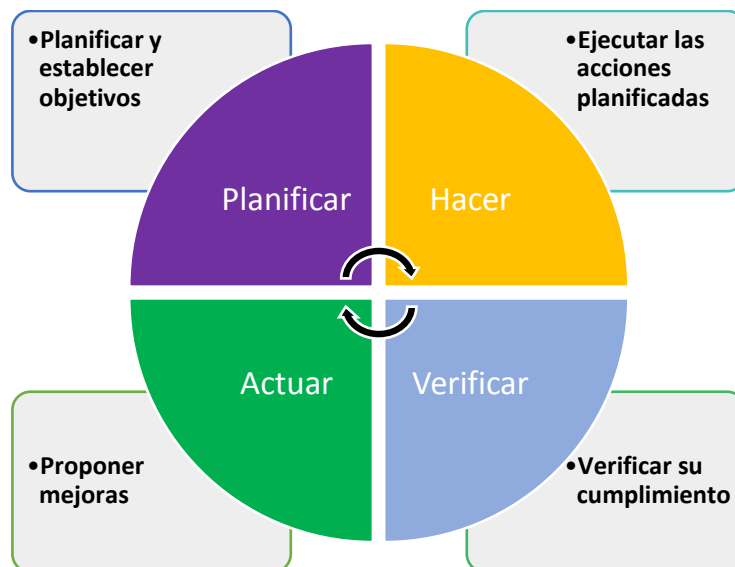 •Planificar y
establecer
objetivos
•Ejecutar las
acciones
planificadas
Planificar
Hacer
Actuar
Verificar
•Proponer
mejoras
•Verificar su
cumplimiento